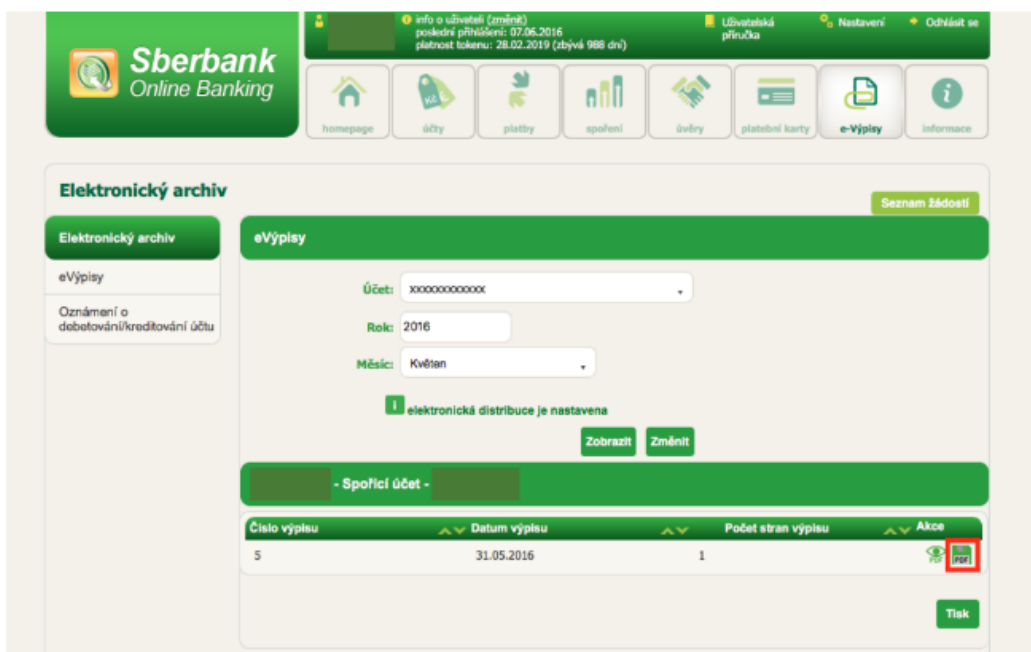 Sberbank
Online Banking
info o uživateli (změnit)
poslední přihlášení: 07.06.2016
platnost tokenu: 28.02.2019 (zbývá 988 dní)
Uživatelská
příručka
Nastavení
Odhlásit se
Kč
homepage
účty
platby
spoření
úvěry
platební karty
e-Výpisy
informace
Elektronický archiv
Seznam žádostí
Elektronický archiv
eVýpisy
Oznámení o
debetování/kreditování účtu
eVýpisy
Účet: xxxxxxxxxxxx
Rok: 2016
Měsíc: Květen
i elektronická distribuce je nastavena
Zobrazit Změnit
- Spořicí účet -
Číslo výpisu Datum výpisu Počet stran výpisu Akce
5 31.05.2016 1 PDF PDF
Tisk